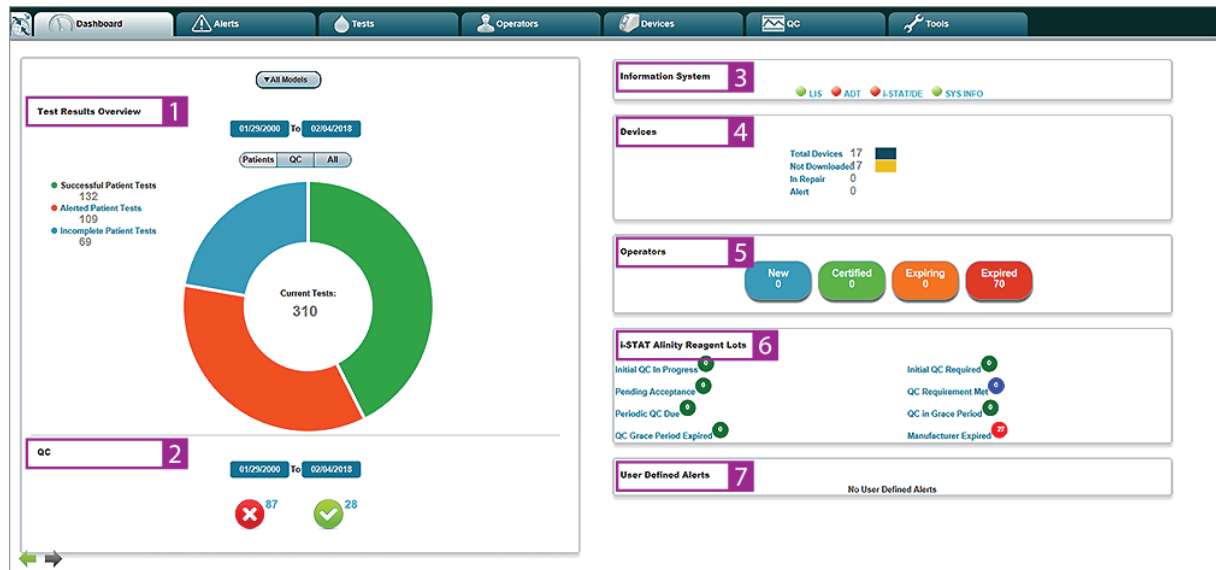 Dashboard
Alerts
Tests
Operators
Devices
QC
Tools
▼All Models
Test Results Overview 1
01/29/2000 To 02/04/2018
Patients QC All
Successful Patient Tests
132
Alerted Patient Tests
109
Incomplete Patient Tests
69
Current Tests:
310
QC 2
01/29/2000 To 02/04/2018
87 28
Information System 3
LIS ADT i-STAT/DE SYS INFO
Devices 4
Total Devices 17
Not Downloaded 17
In Repair 0
Alert 0
Operators 5
New
0
Certified
0
Expiring
0
Expired
70
i-STAT Alinity Reagent Lots 6
Initial QC In Progress 0
Initial QC Required 0
Pending Acceptance 0
QC Requirement Met 0
Periodic QC Due 0
QC in Grace Period 0
QC Grace Period Expired 0
Manufacturer Expired 27
User Defined Alerts 7
No User Defined Alerts